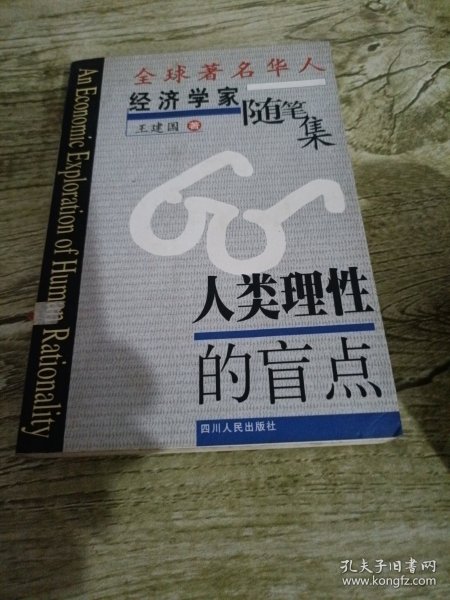 全球著名华人
经济学家
随笔集
王建国 著
An Economic Exploration of Human Rationality
人类理性
的盲点
四川人民出版社
孔夫子旧书网
www.kongfz.com